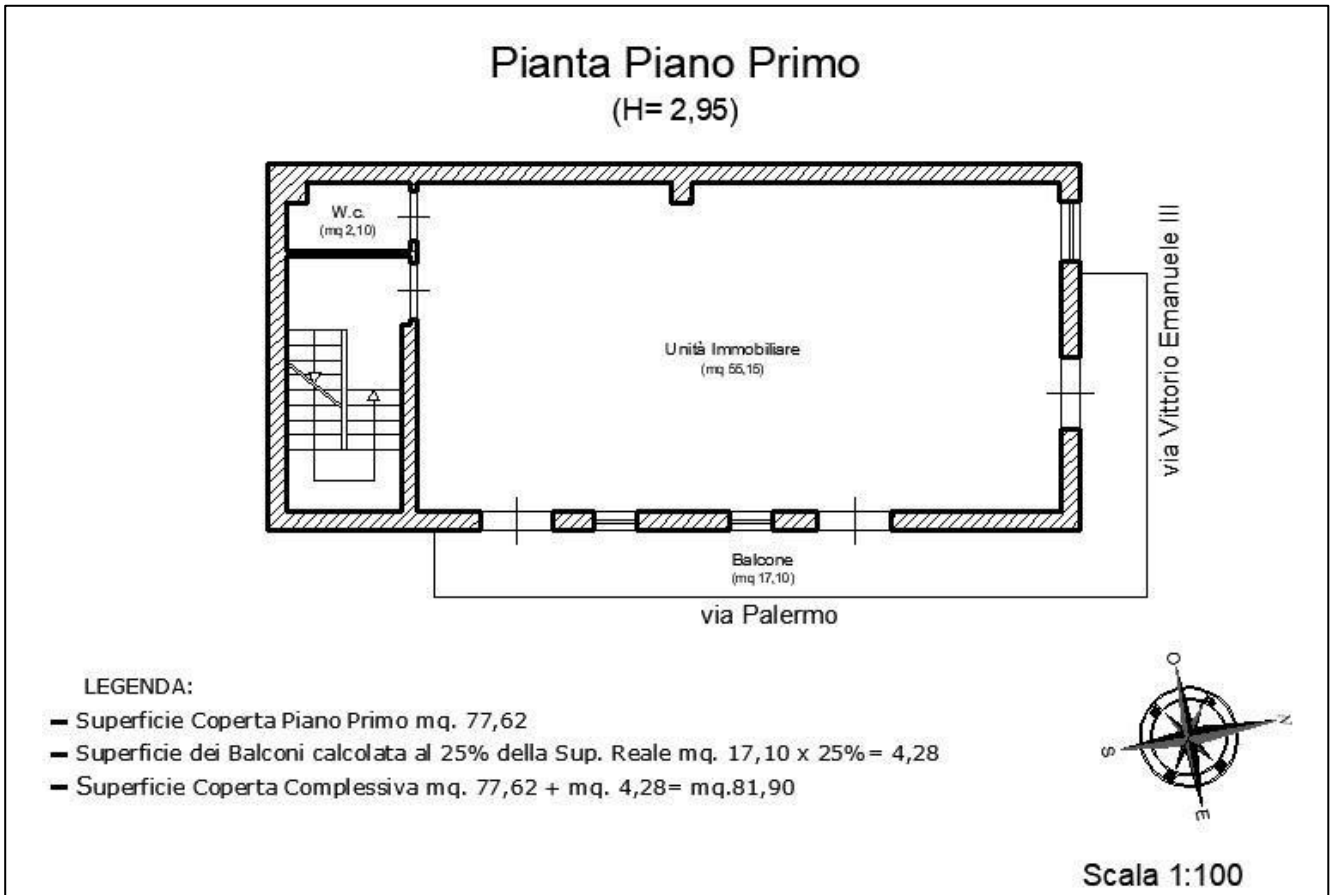 Pianta Piano Primo
(H= 2,95)
W.c.
(mq 2,10)
Unità Immobiliare
(mq 55,15)
via Vittorio Emanuele III
Balcone
(mq 17,10)
via Palermo
LEGENDA:
– Superficie Coperta Piano Primo mq. 77,62
– Superficie dei Balconi calcolata al 25% della Sup. Reale mq. 17,10 x 25%= 4,28
– Superficie Coperta Complessiva mq. 77,62 + mq. 4,28= mq.81,90
O
N
S
E
Scala 1:100